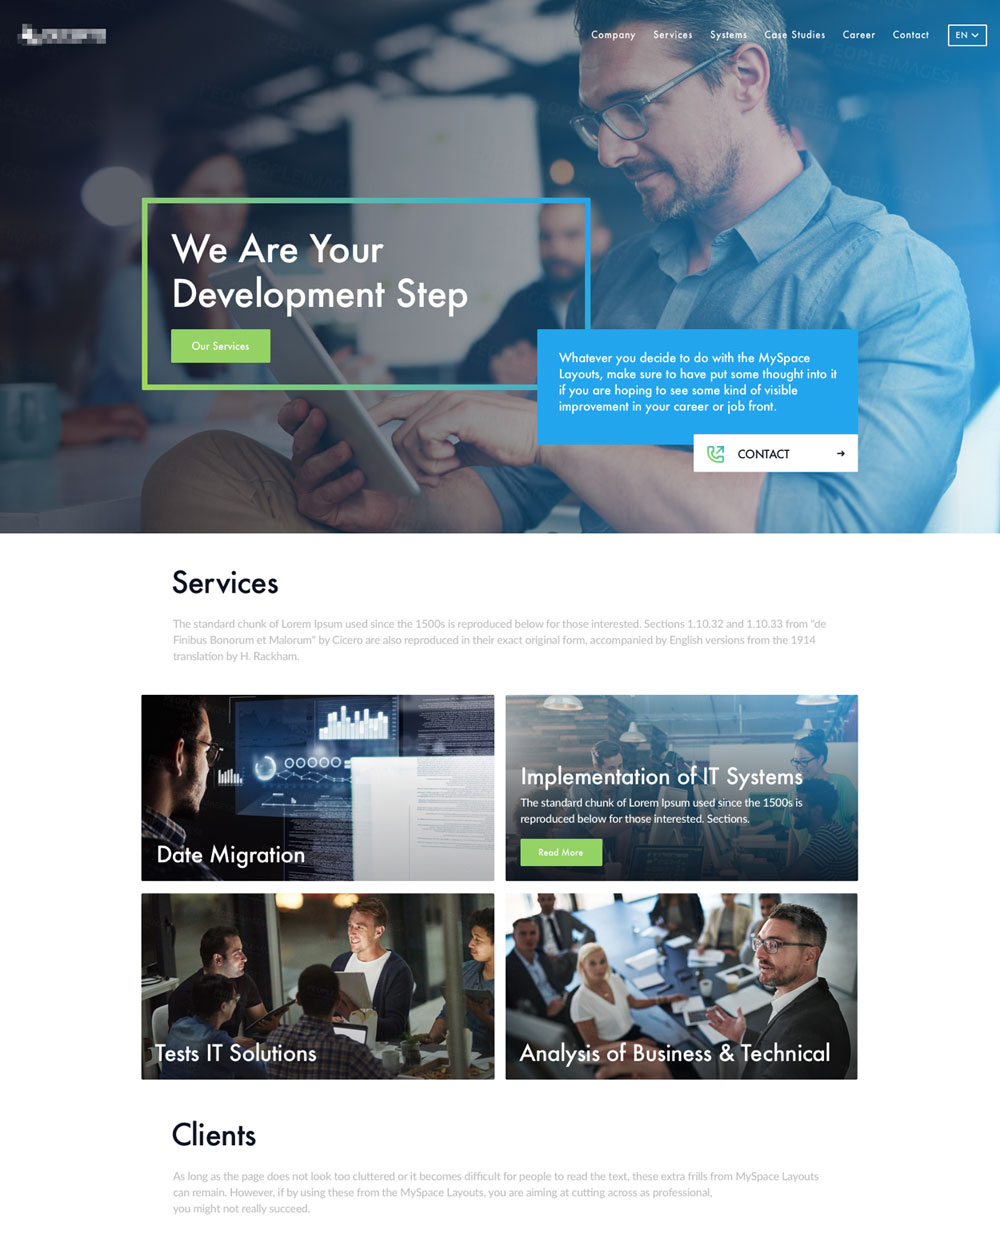 Company Services Systems Case Studies Career Contact EN
We Are Your
Development Step
Our Services
Whatever you decide to do with the MySpace
Layouts, make sure to have put some thought into it
if you are hoping to see some kind of visible
improvement in your career or job front.
CONTACT
Services
The standard chunk of Lorem Ipsum used since the 1500s is reproduced below for those interested. Sections 1.10.32 and 1.10.33 from "de
Finibus Bonorum et Malorum" by Cicero are also reproduced in their exact original form, accompanied by English versions from the 1914
translation by H. Rackham.
Date Migration
Implementation of IT Systems
The standard chunk of Lorem Ipsum used since the 1500s is
reproduced below for those interested. Sections.
Read More
Tests IT Solutions
Analysis of Business & Technical
Clients
As long as the page does not look too cluttered or it becomes difficult for people to read the text, these extra frills from MySpace Layouts
can remain. However, if by using these from the MySpace Layouts, you are aiming at cutting across as professional,
you might not really succeed.